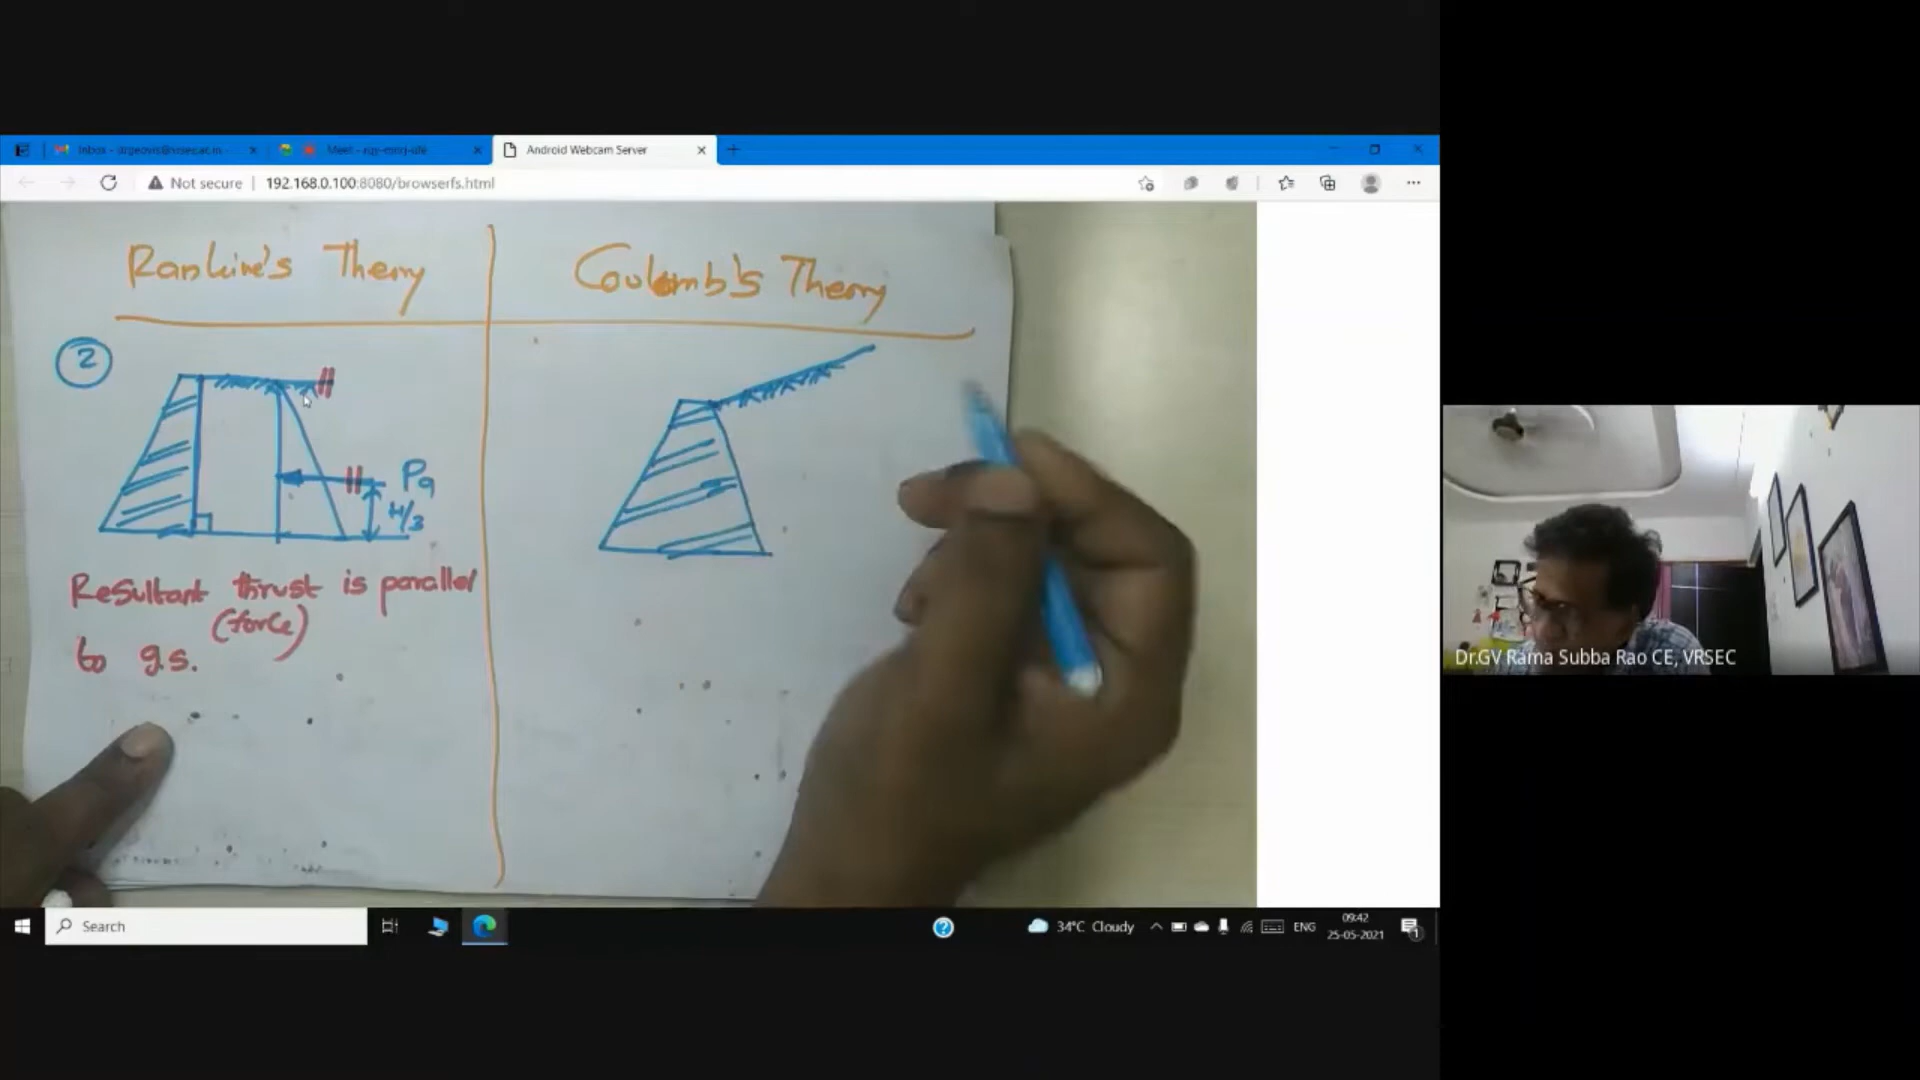 Android Webcam Server
Not secure
192.168.0.100:8080/browserfs.html
Rankine's Theory
Coulomb's Theory
2
Pa
H/3
Resultant thrust is parallel
(force)
to g.s.
Dr.GV Rama Subba Rao CE, VRSEC
Search
34°C Cloudy
ENG
09:42
25-05-2021
1